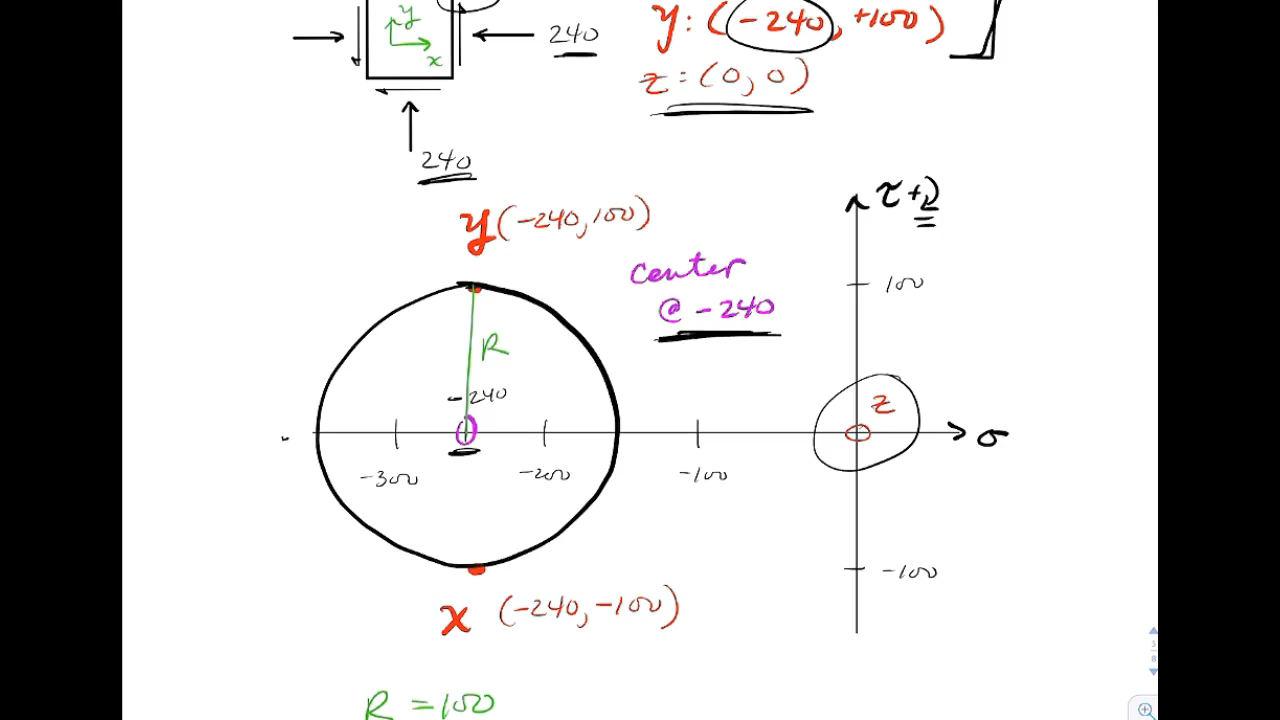 y
x
240
y: (-240, +100)
z: (0, 0)
240
y (-240, 100)
τ +
center
@ -240
100
R
-240
z
σ
-300
-200
-100
-100
x (-240, -100)
R = 100